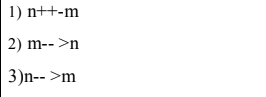 1) n++-m
2) m-- >n
3)n-- >m